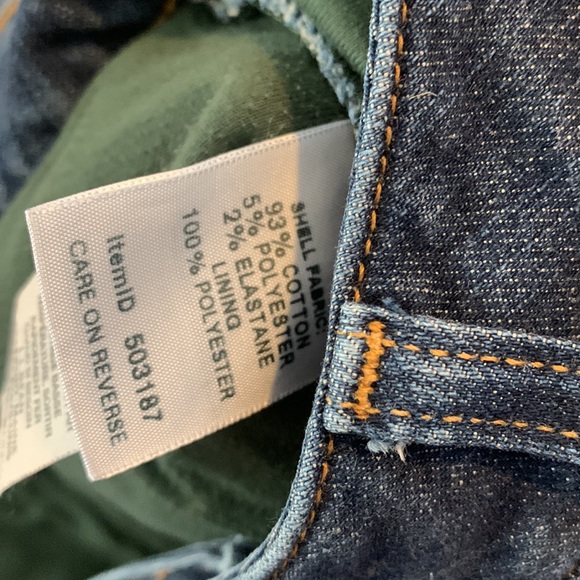 SHELL FABRIC:
93% COTTON
5% POLYESTER
2% ELASTANE
LINING
100% POLYESTER
ItemID 503187
CARE ON REVERSE